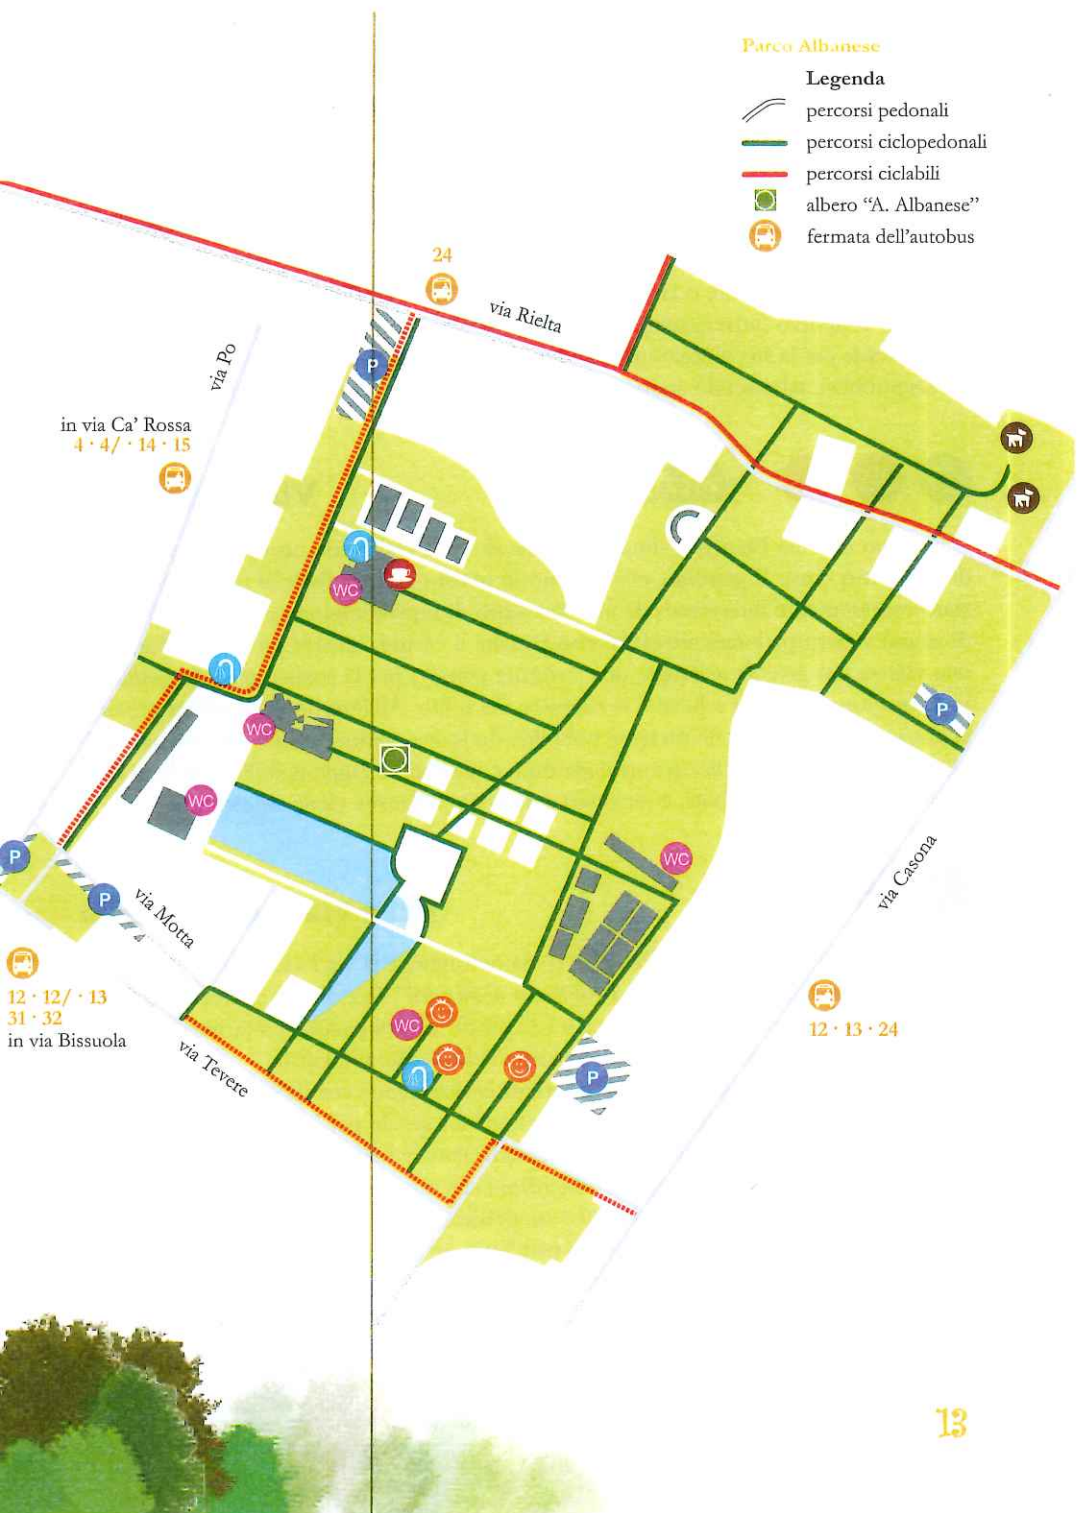 Parco Albanese
Legenda
percorsi pedonali
percorsi ciclopedonali
percorsi ciclabili
albero “A. Albanese”
fermata dell'autobus
24
via Rielta
via Po
P
in via Ca' Rossa
4 · 4/ · 14 · 15
WC
WC
P
WC
WC
P
P
via Motta
via Casona
12 · 12/ · 13
31 · 32
in via Bissuola
12 · 13 · 24
WC
via Tevere
P
13